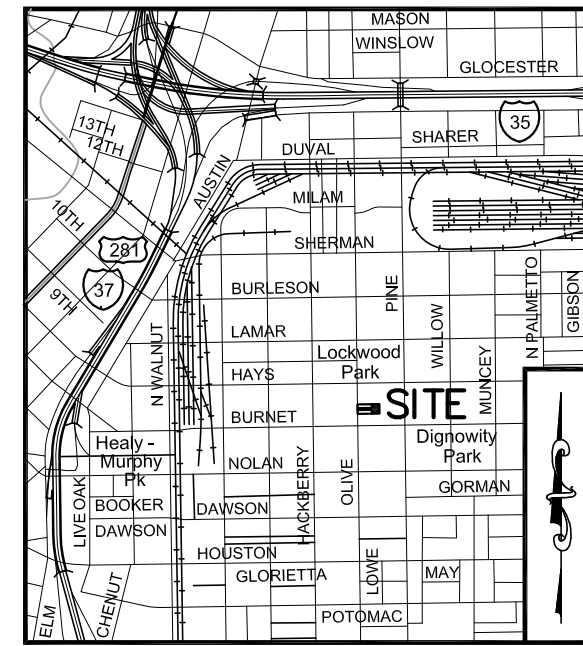 MASON
WINSLOW
GLOCESTER
35
SHARER
DUVAL
13TH
12TH
AUSTIN
MILAM
10TH
281
SHERMAN
37
9TH
BURLESON
PINE
N PALMETTO
GIBSON
N WALNUT
LAMAR
WILLOW
Lockwood
Park
MUNCEY
HAYS
SITE
BURNET
Healy -
Murphy
Pk
Dignowity
Park
NOLAN
HACKBERRY
OLIVE
GORMAN
LIVE OAK
BOOKER
DAWSON
DAWSON
HOUSTON
GLORIETTA
LOWE
MAY
ELM
CHENUT
POTOMAC